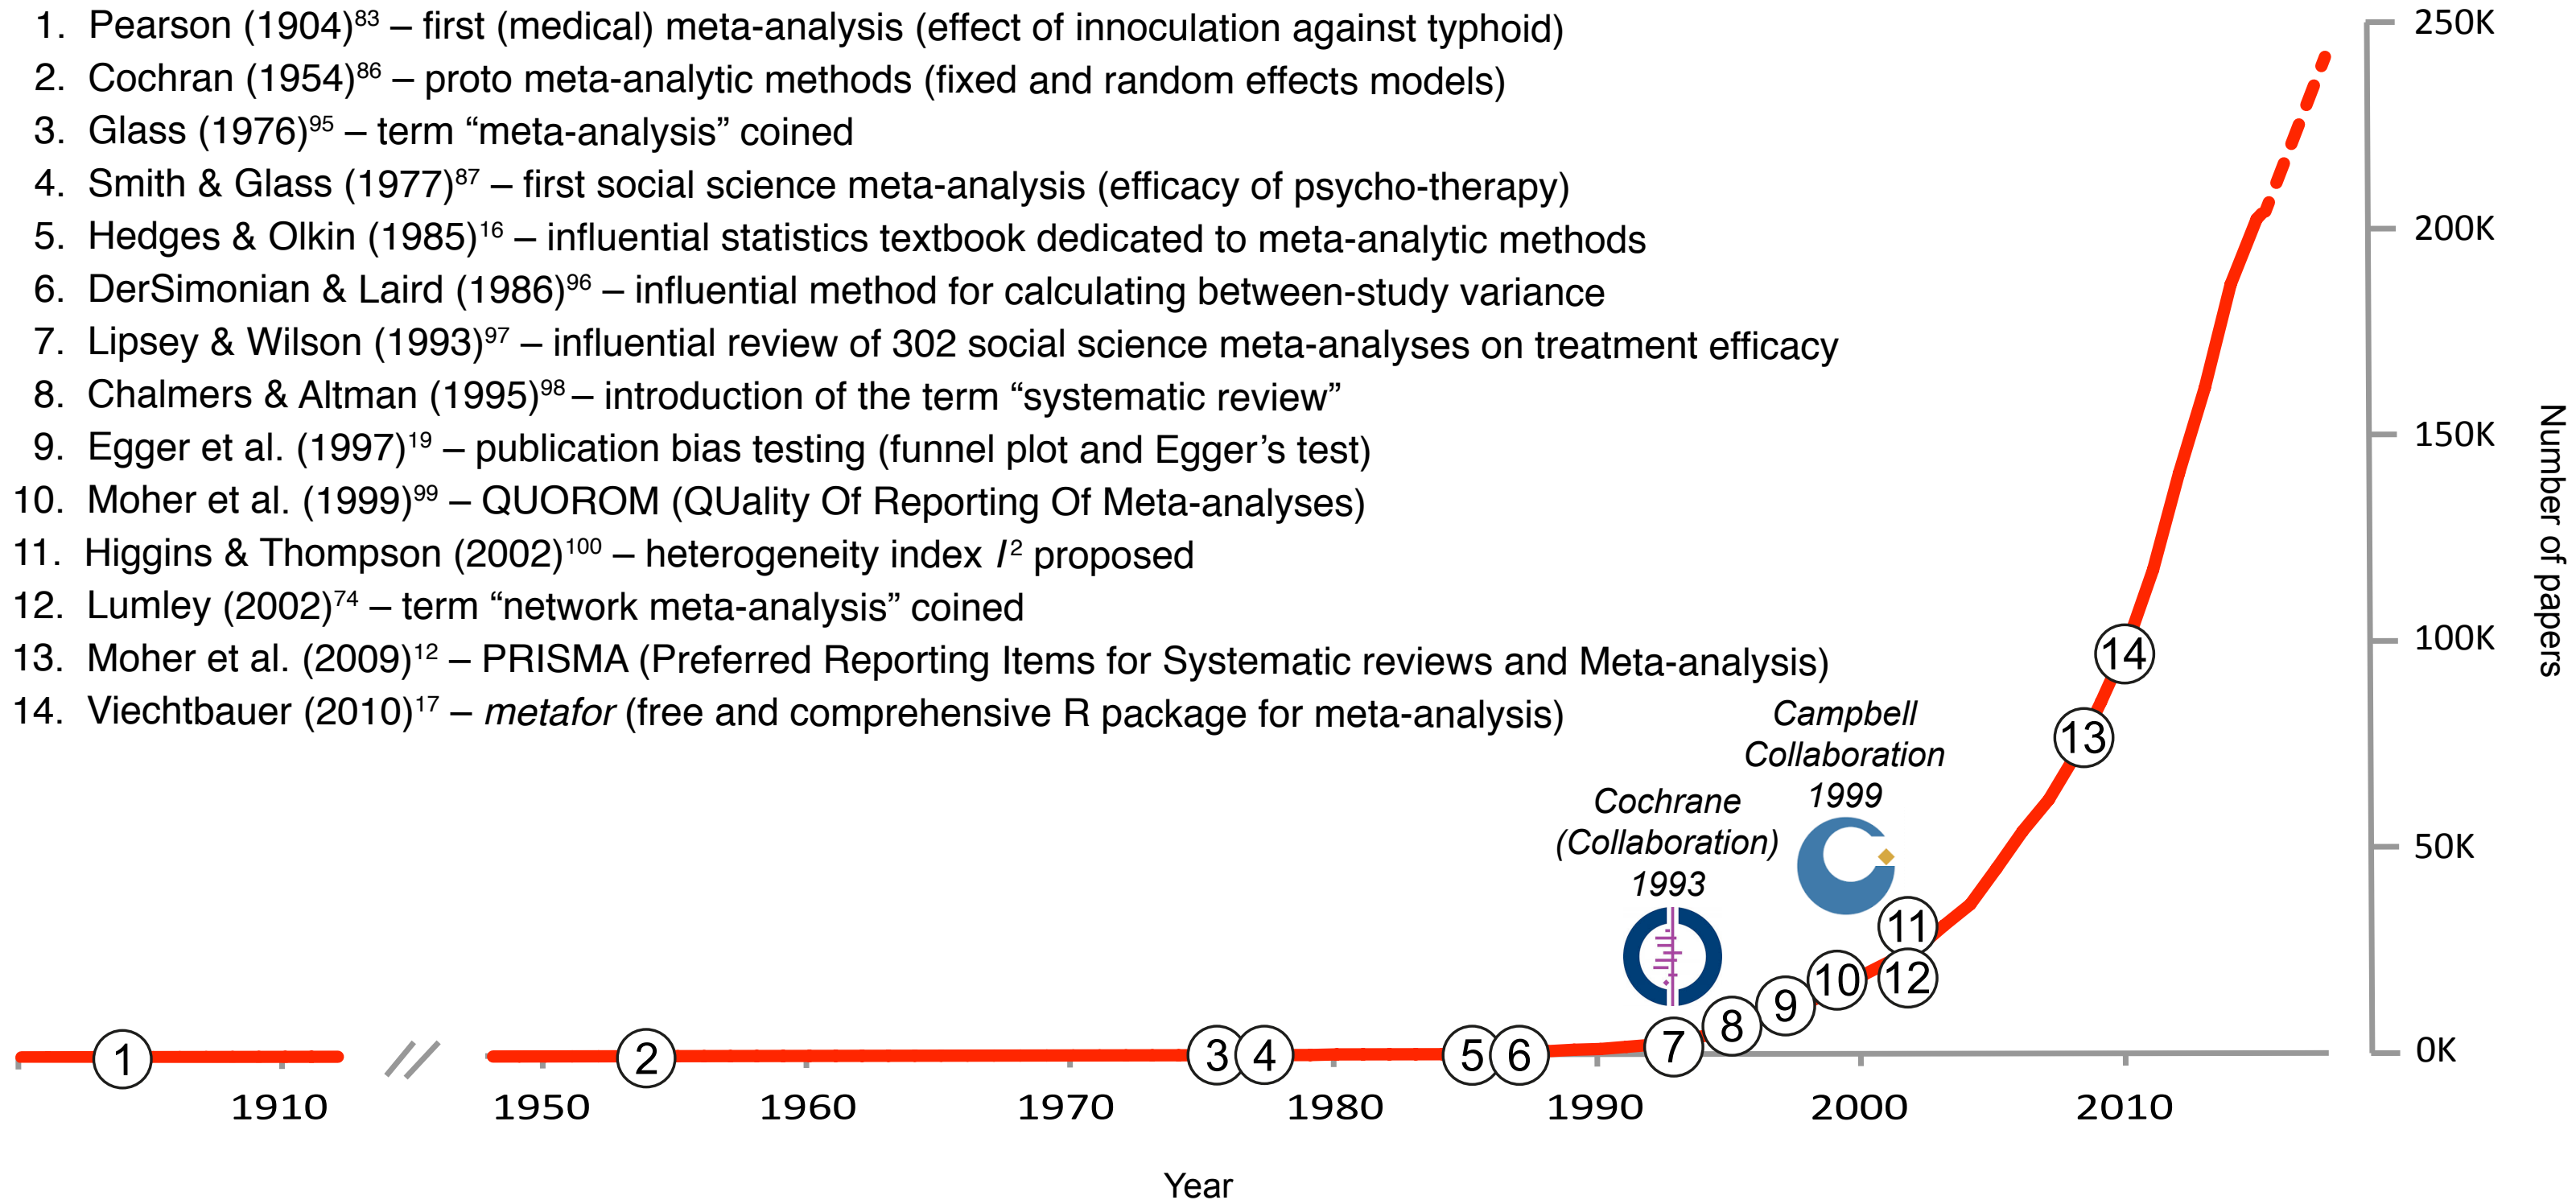 1. Pearson (1904)83 – first (medical) meta-analysis (effect of innoculation against typhoid)
2. Cochran (1954)86 – proto meta-analytic methods (fixed and random effects models)
3. Glass (1976)95 – term “meta-analysis” coined
4. Smith & Glass (1977)87 – first social science meta-analysis (efficacy of psycho-therapy)
5. Hedges & Olkin (1985)16 – influential statistics textbook dedicated to meta-analytic methods
6. DerSimonian & Laird (1986)96 – influential method for calculating between-study variance
7. Lipsey & Wilson (1993)97 – influential review of 302 social science meta-analyses on treatment efficacy
8. Chalmers & Altman (1995)98 – introduction of the term “systematic review”
9. Egger et al. (1997)19 – publication bias testing (funnel plot and Egger’s test)
10. Moher et al. (1999)99 – QUOROM (QUality Of Reporting Of Meta-analyses)
11. Higgins & Thompson (2002)100 – heterogeneity index I2 proposed
12. Lumley (2002)74 – term “network meta-analysis” coined
13. Moher et al. (2009)12 – PRISMA (Preferred Reporting Items for Systematic reviews and Meta-analysis)
14. Viechtbauer (2010)17 – metafor (free and comprehensive R package for meta-analysis)
Cochrane
(Collaboration)
1993
Campbell
Collaboration
1999
1
2
3
4
5
6
7
8
9
10
11
12
13
14
250K
200K
150K
100K
50K
0K
Number of papers
1910
1950
1960
1970
1980
1990
2000
2010
Year